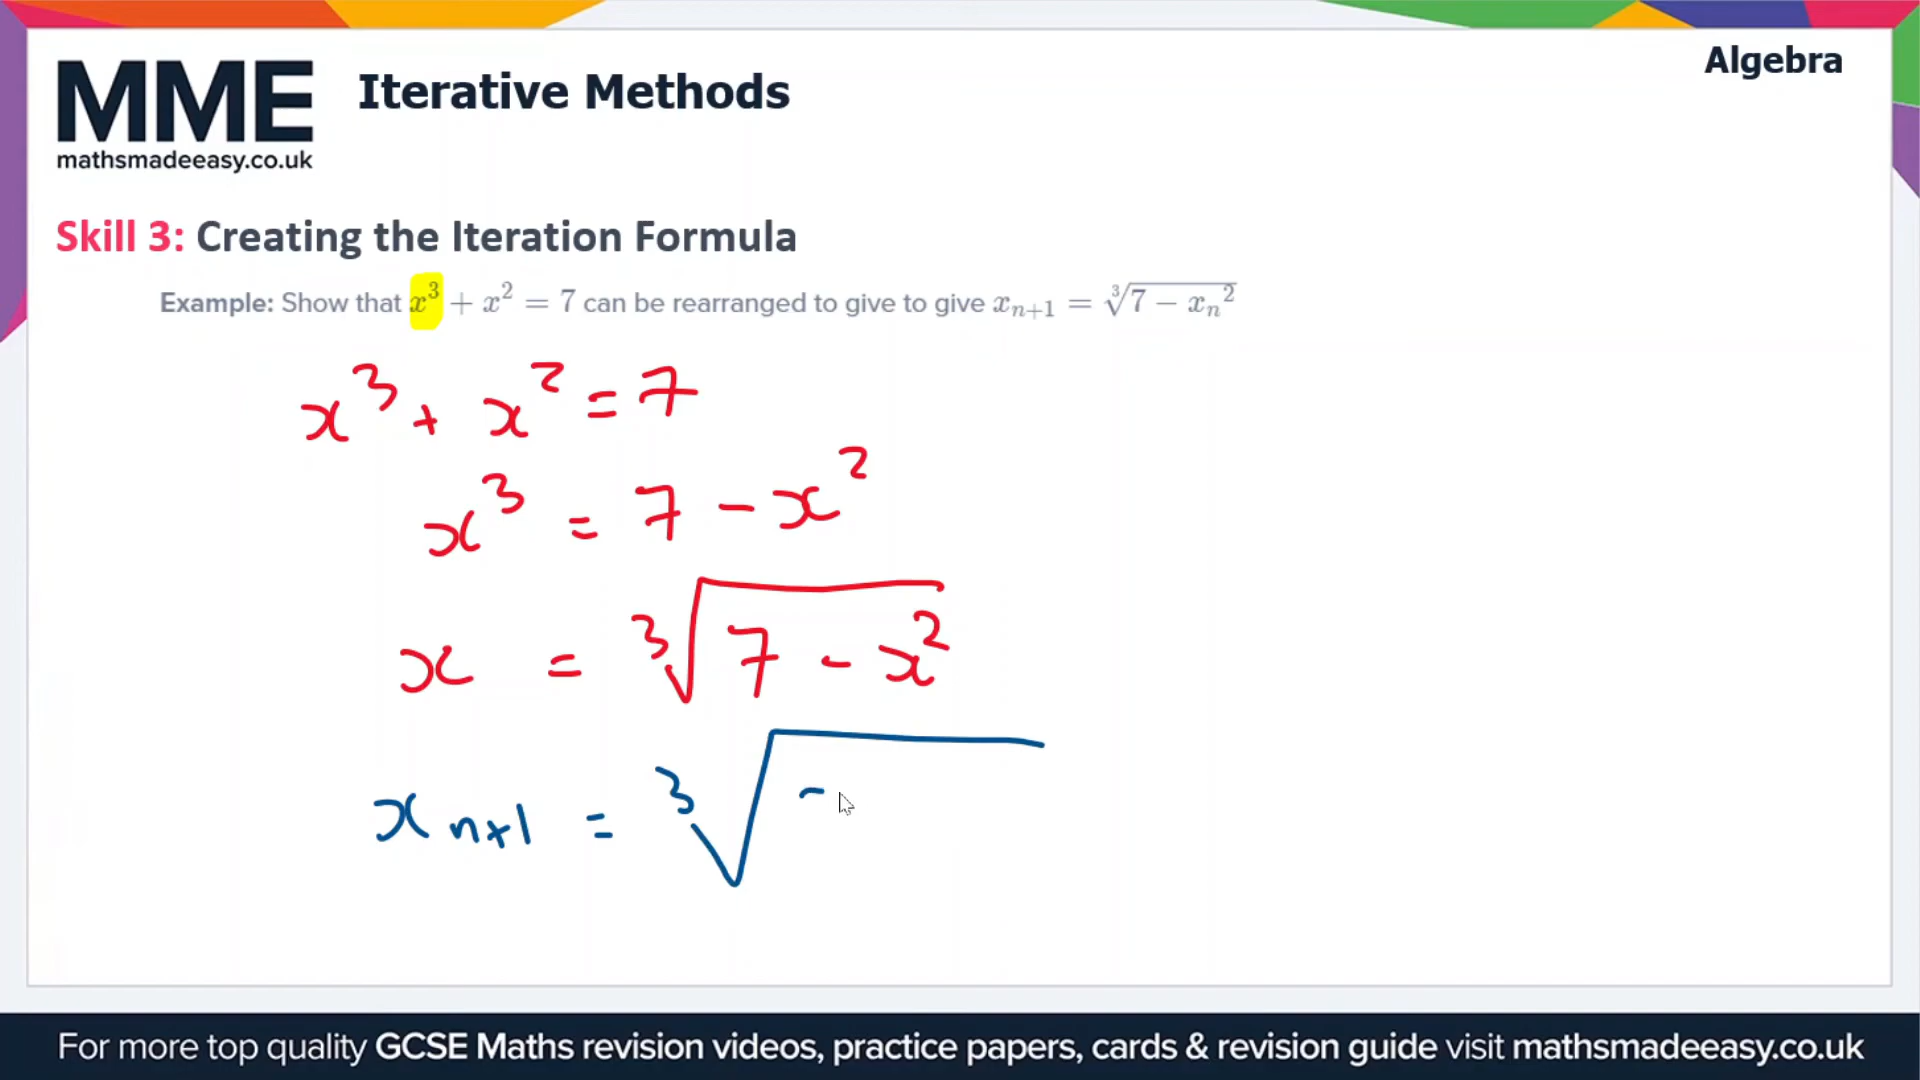 MME
mathsmadeeasy.co.uk
Iterative Methods
Algebra
Skill 3: Creating the Iteration Formula
Example: Show that x³ + x² = 7 can be rearranged to give to give xₙ₊₁ = ∛(7 − xₙ²)
x³ + x² = 7
x³ = 7 − x²
x = ∛(7 − x²)
xₙ₊₁ = ∛
For more top quality GCSE Maths revision videos, practice papers, cards & revision guide visit mathsmadeeasy.co.uk